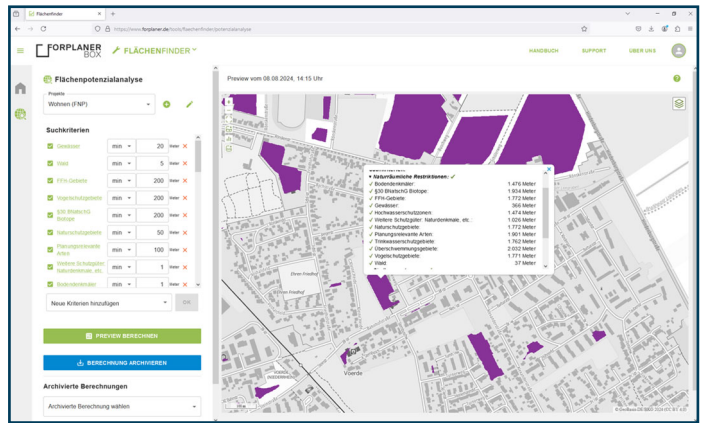 Flächenfinder
https://www.forplaner.de/tools/flaechenfinder/potenzialanalyse
FORPLANER
BOX
FLÄCHENFINDER
HANDBUCH
SUPPORT
ÜBER UNS
Flächenpotenzialanalyse
Projekte
Wohnen (FNP)
Suchkriterien
Gewässer min 20 Meter
Wald min 5 Meter
FFH-Gebiete min 200 Meter
Vogelschutzgebiete min 200 Meter
§30 BNatschG
Biotope min 200 Meter
Naturschutzgebiete min 50 Meter
Planungsrelevante
Arten min 100 Meter
Weitere Schutzgüter:
Naturdenkmale, etc. min 1 Meter
Bodendenkmäler min 1 Meter
Neue Kriterien hinzufügen
OK
PREVIEW BERECHNEN
BERECHNUNG ARCHIVIEREN
Archivierte Berechnungen
Archivierte Berechnung wählen
Preview vom 08.08.2024, 14:15 Uhr
Naturräumliche Restriktionen:
Bodendenkmäler: 1.476 Meter
§30 BNatschG Biotope: 1.934 Meter
FFH-Gebiete: 1.772 Meter
Gewässer: 366 Meter
Hochwasserschutzzonen: 1.474 Meter
Weitere Schutzgüter: Naturdenkmale, etc.: 1.026 Meter
Naturschutzgebiete: 1.772 Meter
Planungsrelevante Arten: 1.901 Meter
Trinkwasserschutzgebiete: 1.762 Meter
Überschwemmungsgebiete: 2.032 Meter
Vogelschutzgebiete: 1.771 Meter
Wald: 37 Meter
Ehren Friedhof
Ehren Friedhof
Voerde